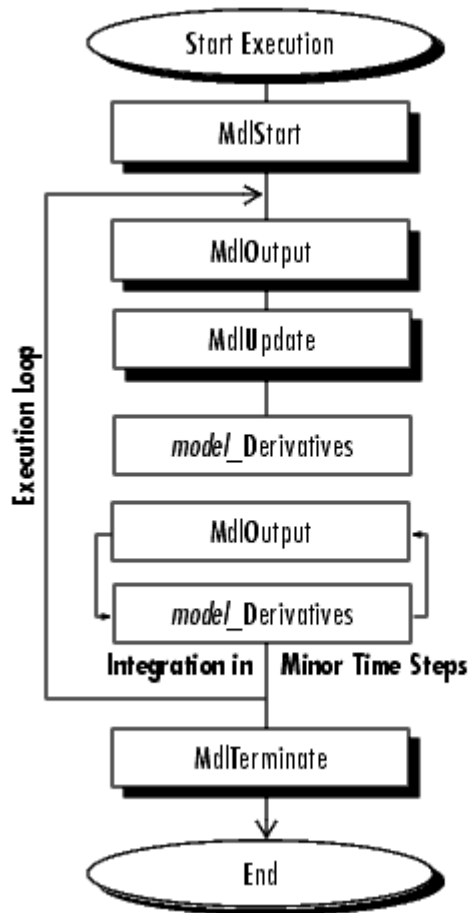 Start Execution
MdlStart
MdlOutput
MdlUpdate
model_Derivatives
MdlOutput
model_Derivatives
Integration in Minor Time Steps
Execution Loop
MdlTerminate
End